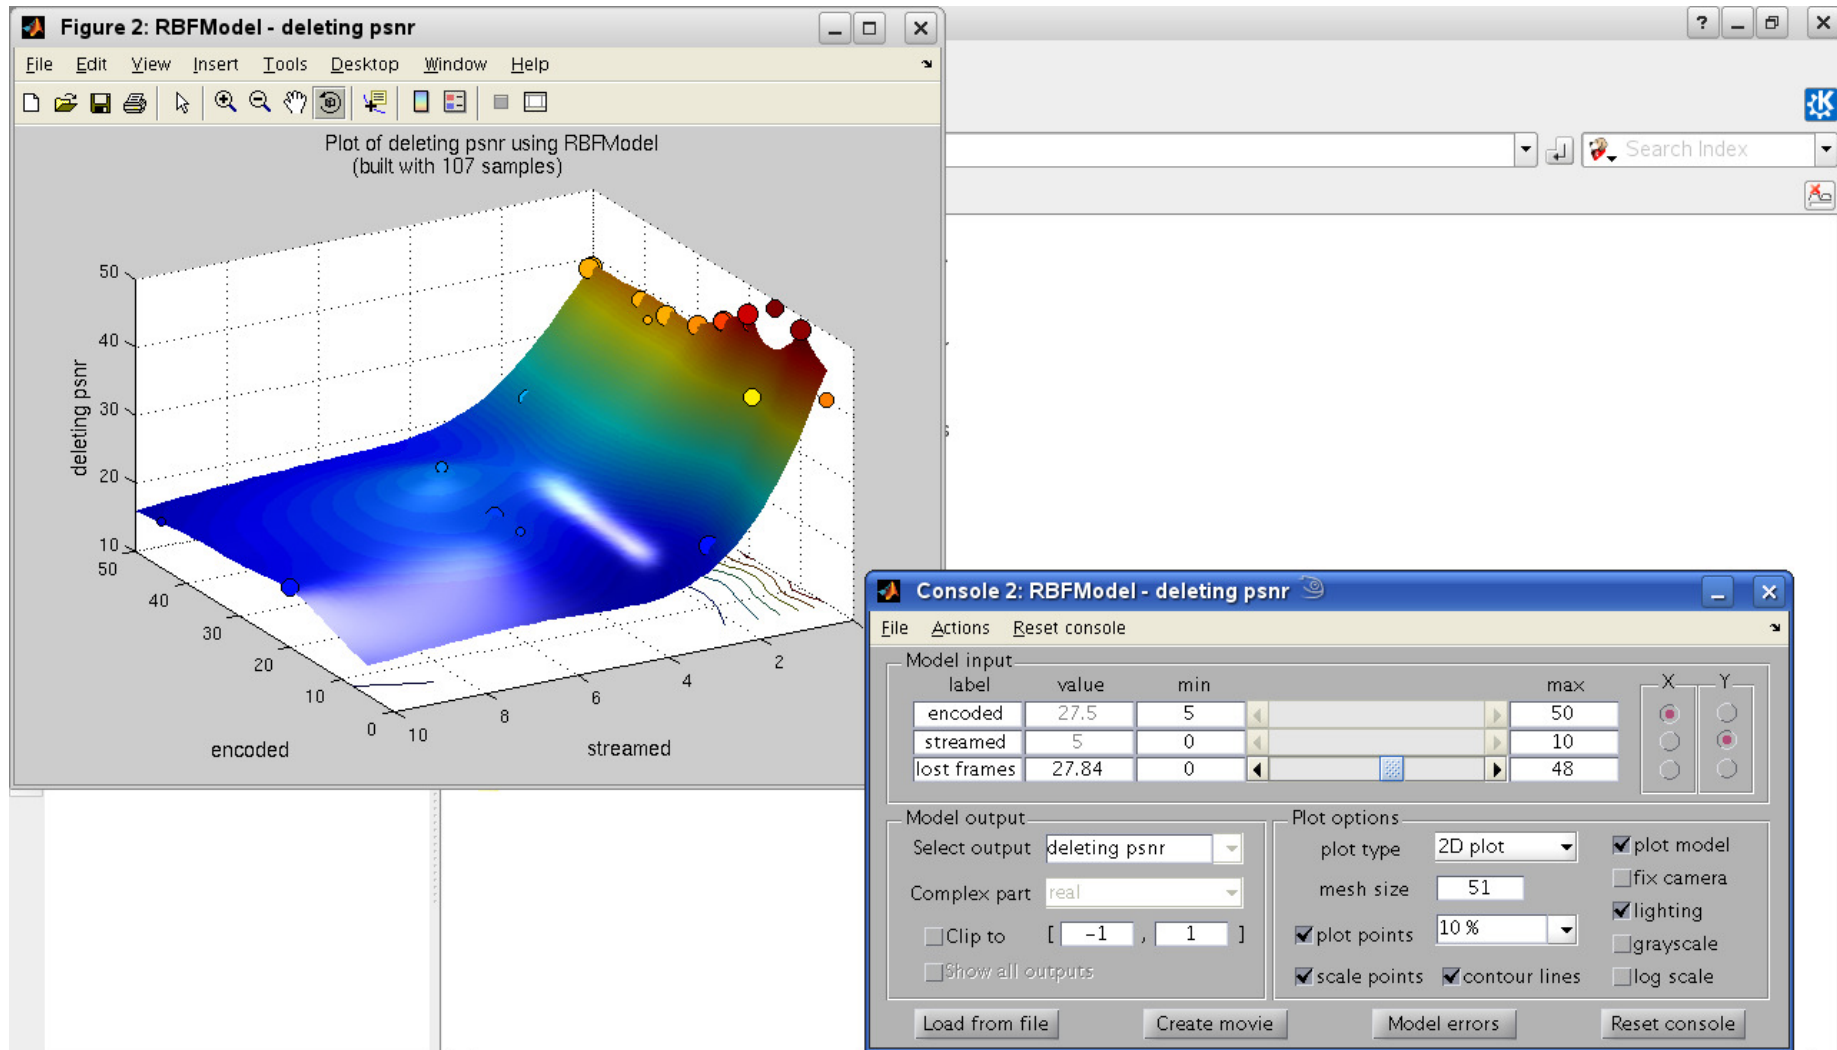 Figure 2: RBFModel - deleting psnr
File Edit View Insert Tools Desktop Window Help
Search Index
Plot of deleting psnr using RBFModel
(built with 107 samples)
50
40
30
20
10
deleting psnr
50
40
30
20
10
0
encoded
10
8
6
4
2
streamed
Console 2: RBFModel - deleting psnr
File Actions Reset console
Model input
label value min max X Y
encoded 27.5 5 50
streamed 5 0 10
lost frames 27.84 0 48
Model output
Select output deleting psnr
Complex part real
Clip to [ -1 , 1 ]
Show all outputs
Plot options
plot type 2D plot
mesh size 51
plot points 10 %
scale points contour lines
plot model
fix camera
lighting
grayscale
log scale
Load from file Create movie Model errors Reset console